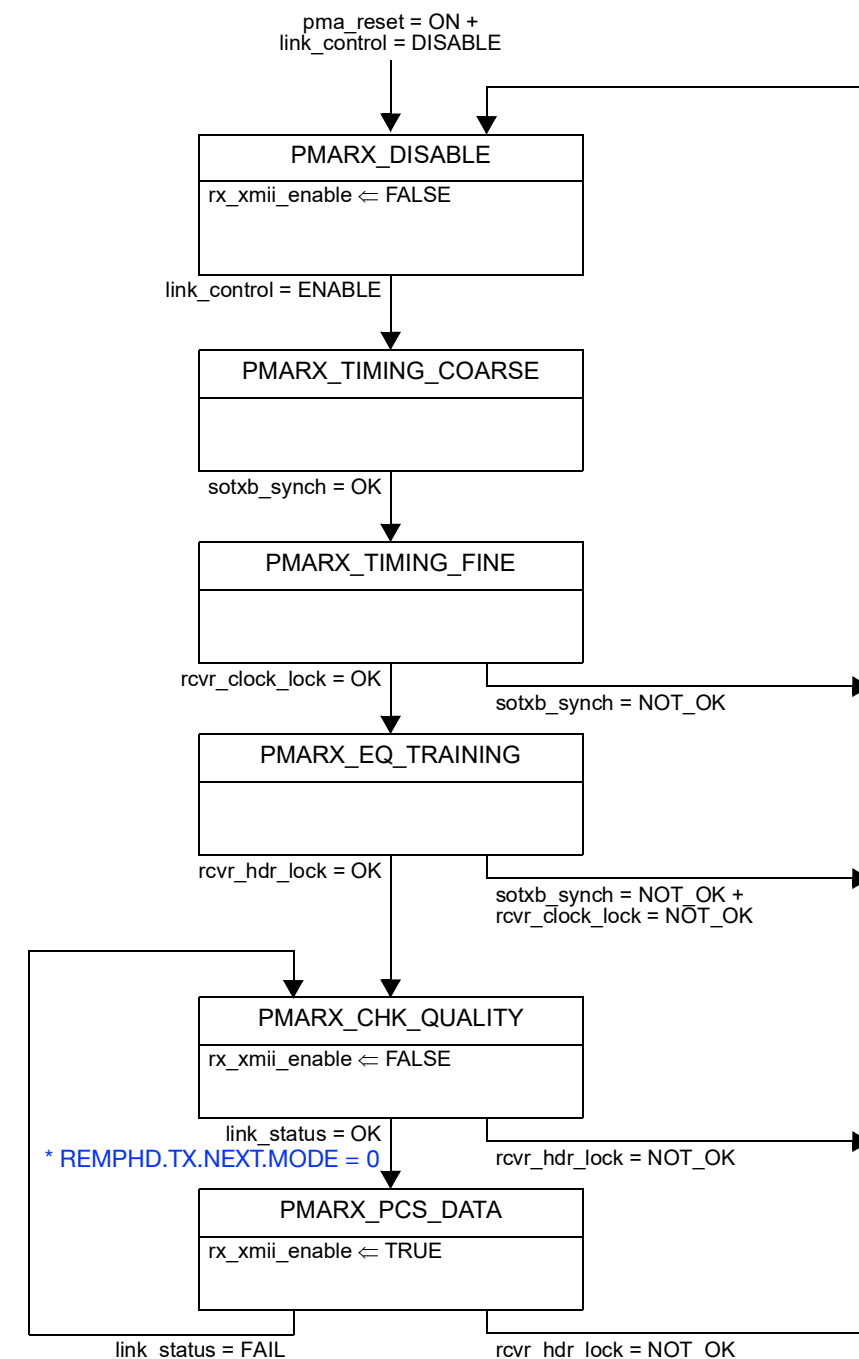 pma_reset = ON +
link_control = DISABLE
PMARX_DISABLE
rx_xmii_enable ⇐ FALSE
link_control = ENABLE
PMARX_TIMING_COARSE
sotxb_synch = OK
PMARX_TIMING_FINE
rcvr_clock_lock = OK
sotxb_synch = NOT_OK
PMARX_EQ_TRAINING
rcvr_hdr_lock = OK
sotxb_synch = NOT_OK +
rcvr_clock_lock = NOT_OK
PMARX_CHK_QUALITY
rx_xmii_enable ⇐ FALSE
link_status = OK
* REMPHD.TX.NEXT.MODE = 0
rcvr_hdr_lock = NOT_OK
PMARX_PCS_DATA
rx_xmii_enable ⇐ TRUE
link_status = FAIL
rcvr_hdr_lock = NOT_OK